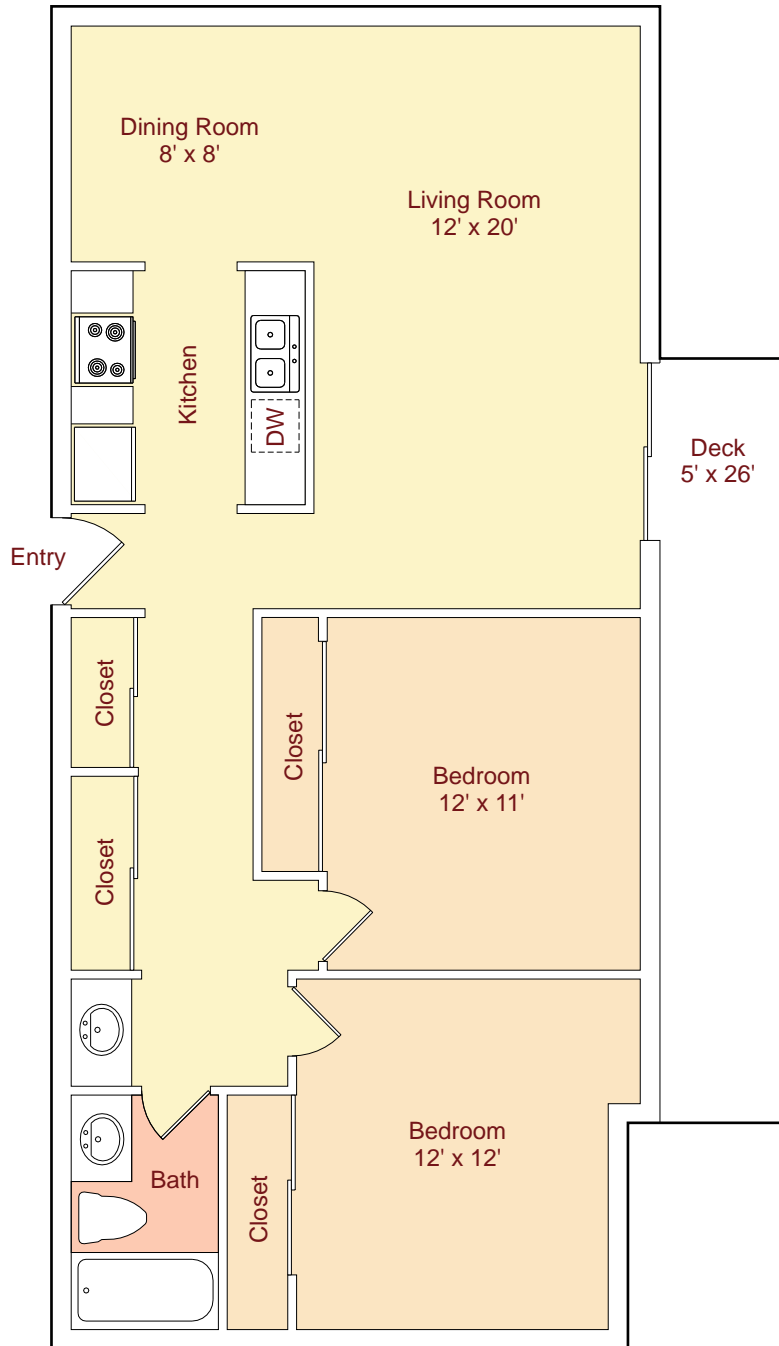 Dining Room
8' x 8'
Living Room
12' x 20'
Kitchen
DW
Deck
5' x 26'
Entry
Closet
Closet
Bedroom
12' x 11'
Closet
Bedroom
12' x 12'
Bath
Closet